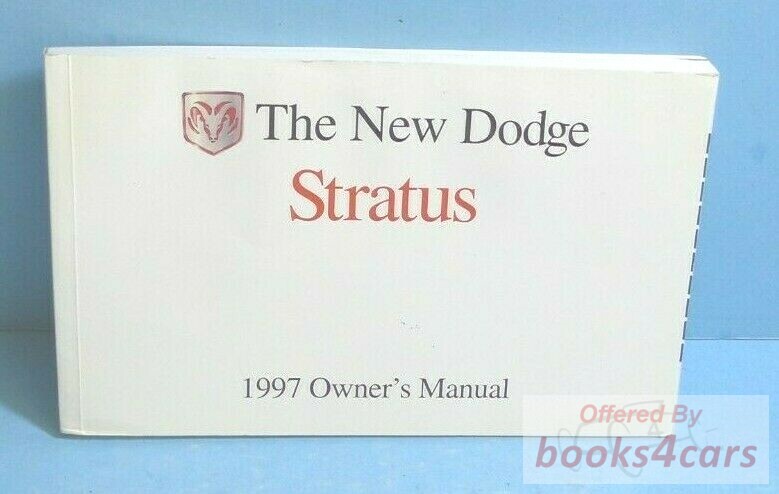 The New Dodge
Stratus
1997 Owner's Manual
Offered By
books4cars